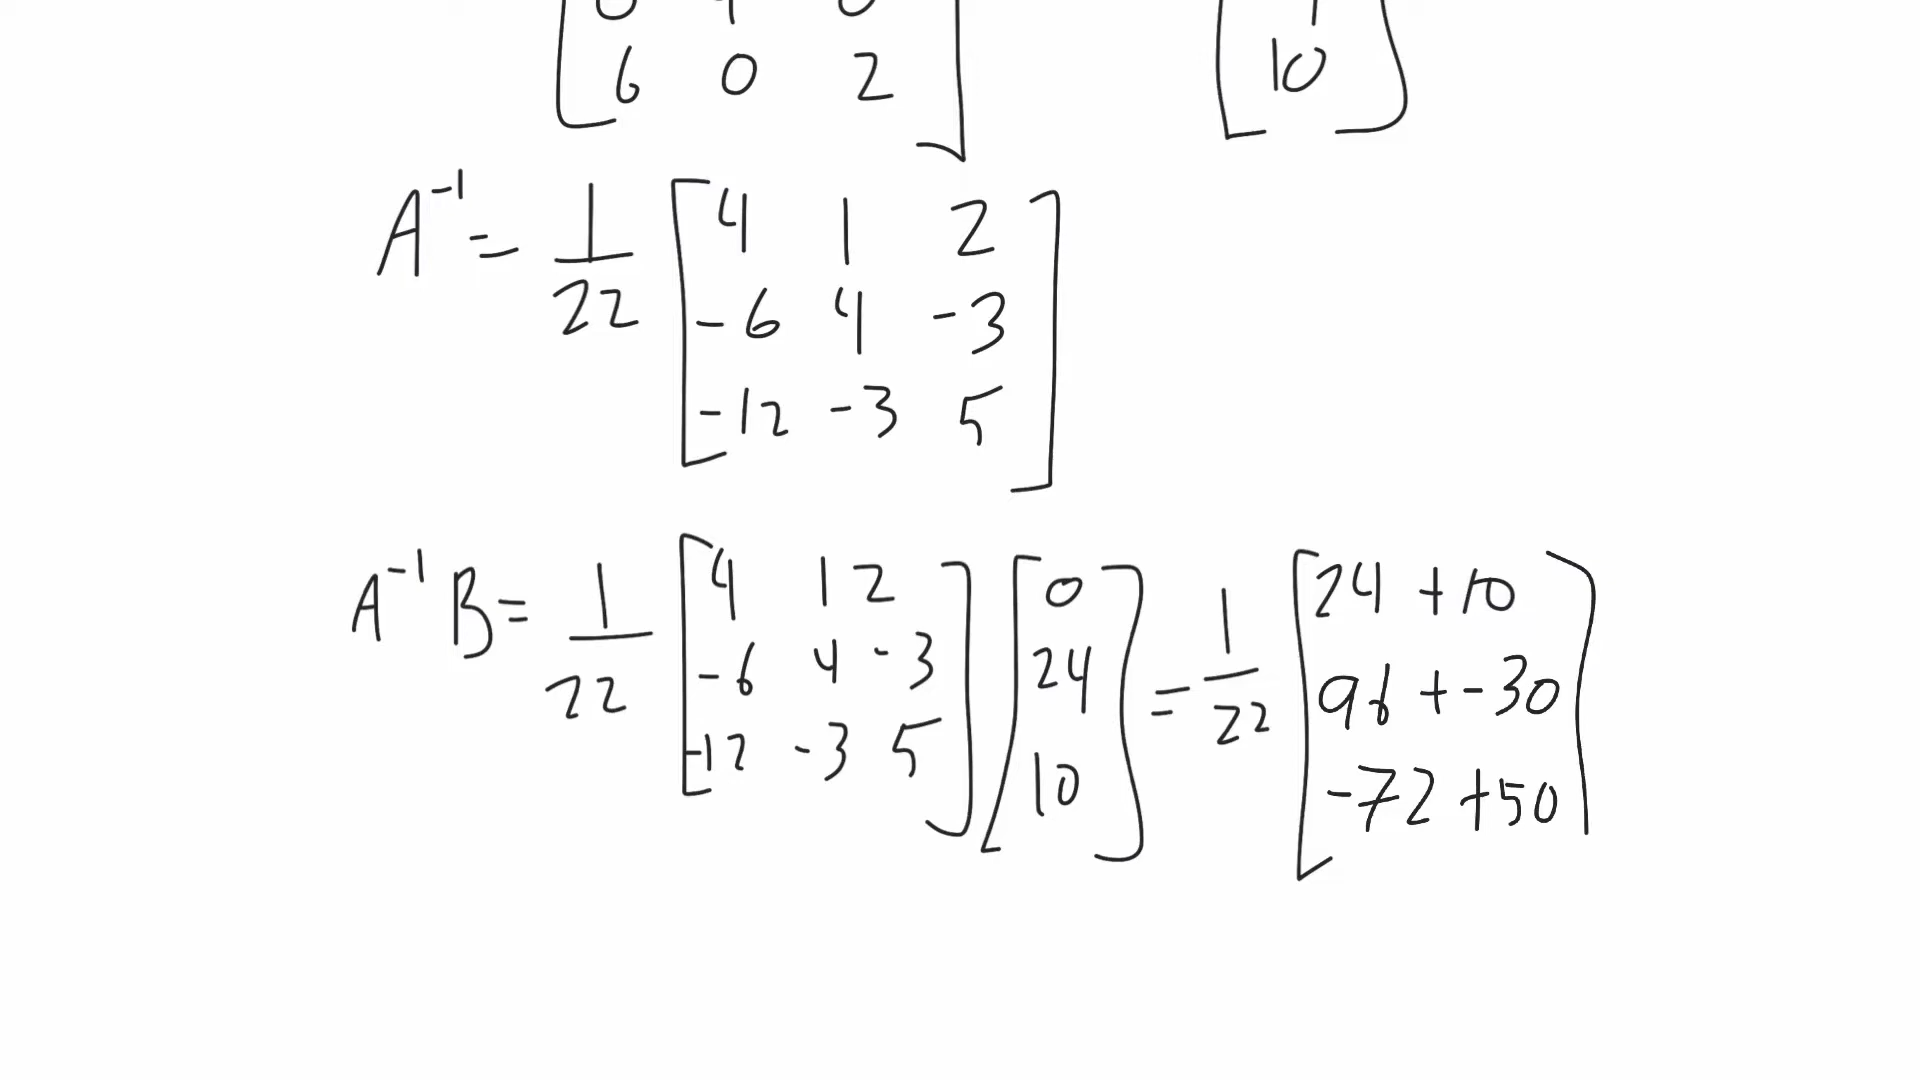 6 0 2 10
A⁻¹ = 1/22 [4 1 2
-6 4 -3
-12 -3 5]
A⁻¹ B = 1/22 [4 1 2
-6 4 -3
-12 -3 5] [0
24
10] = 1/22 [24 + 10
96 + -30
-72 + 50]